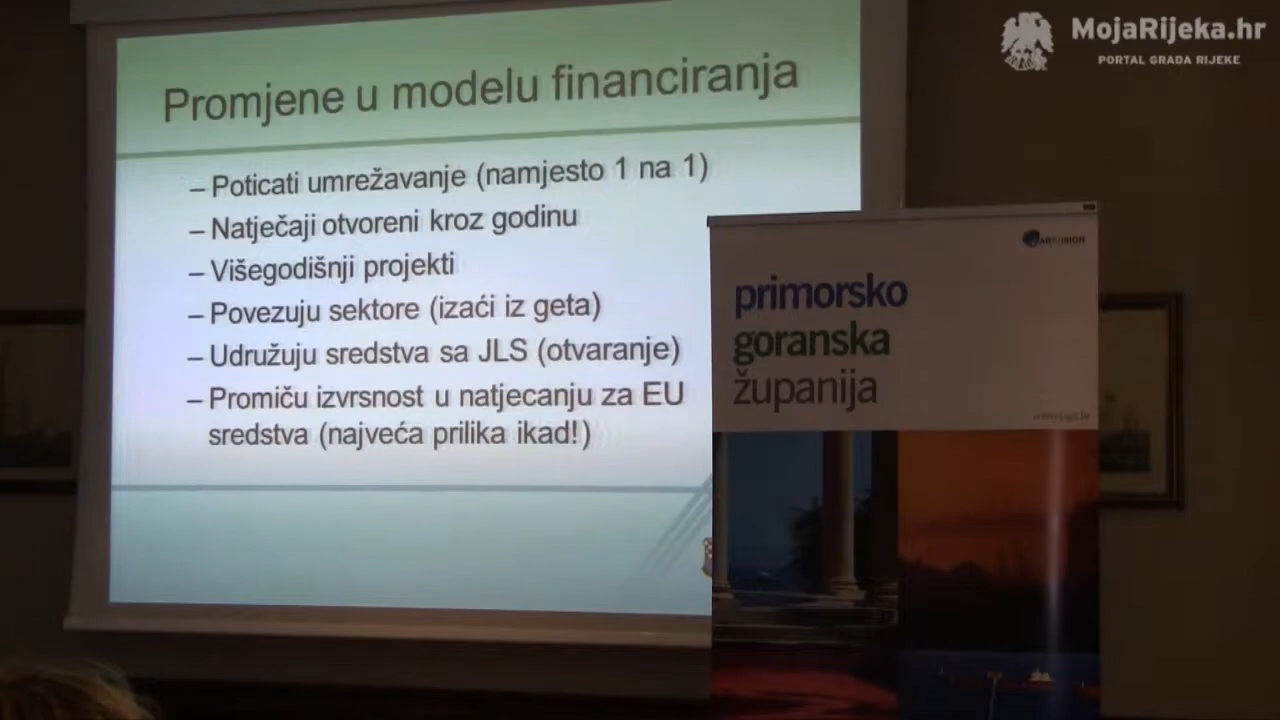 MojaRijeka.hr
PORTAL GRADA RIJEKE
Promjene u modelu financiranja
– Poticati umrežavanje (namjesto 1 na 1)
– Natječaji otvoreni kroz godinu
– Višegodišnji projekti
– Povezuju sektore (izaći iz geta)
– Udružuju sredstva sa JLS (otvaranje)
– Promiču izvrsnost u natjecanju za EU
sredstva (najveća prilika ikad!)
primorsko
goranska
županija